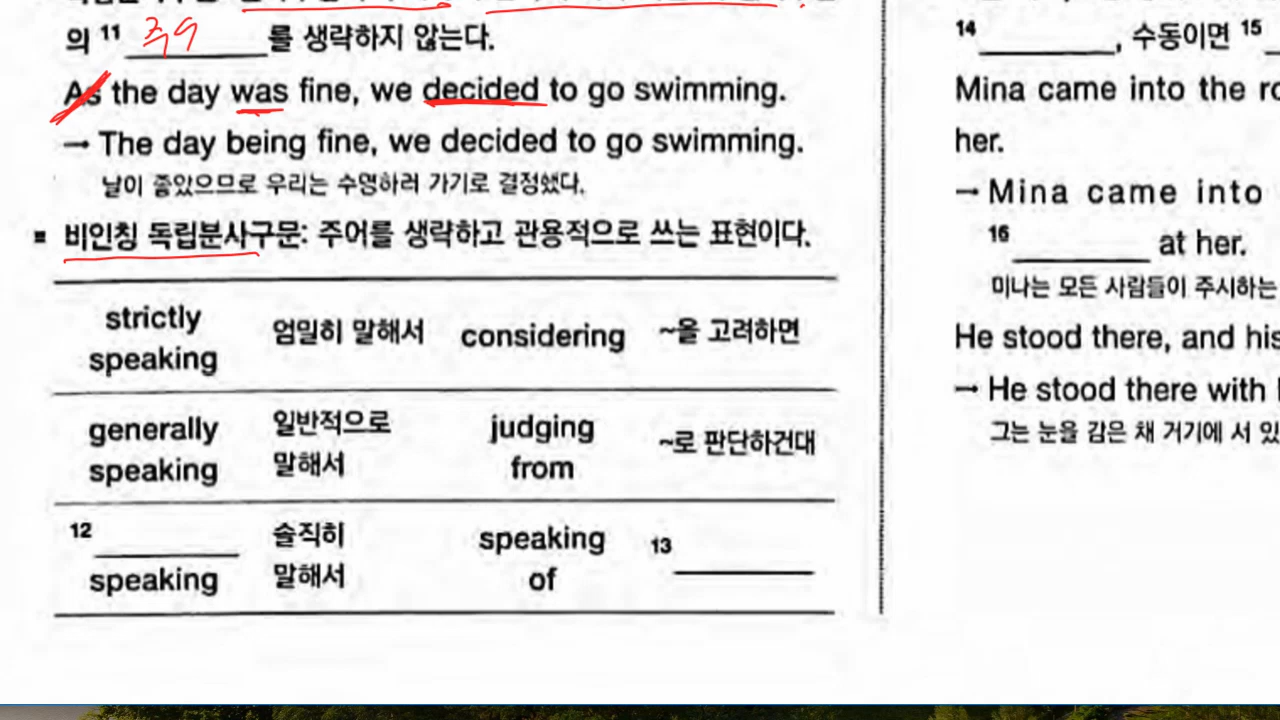 의 11 주어 를 생략하지 않는다.
As the day was fine, we decided to go swimming.
→ The day being fine, we decided to go swimming.
날이 좋았으므로 우리는 수영하러 가기로 결정했다.
■ 비인칭 독립분사구문: 주어를 생략하고 관용적으로 쓰는 표현이다.
strictly speaking 엄밀히 말해서 considering ~을 고려하면
generally speaking 일반적으로 말해서 judging from ~로 판단하건대
12 ________ speaking 솔직히 말해서 speaking of 13 ________
14 ________, 수동이면 15
Mina came into the
her.
→ Mina came into
16 ________ at her.
미나는 모든 사람들이 주시하는
He stood there, and his
→ He stood there with
그는 눈을 감은 채 거기에 서